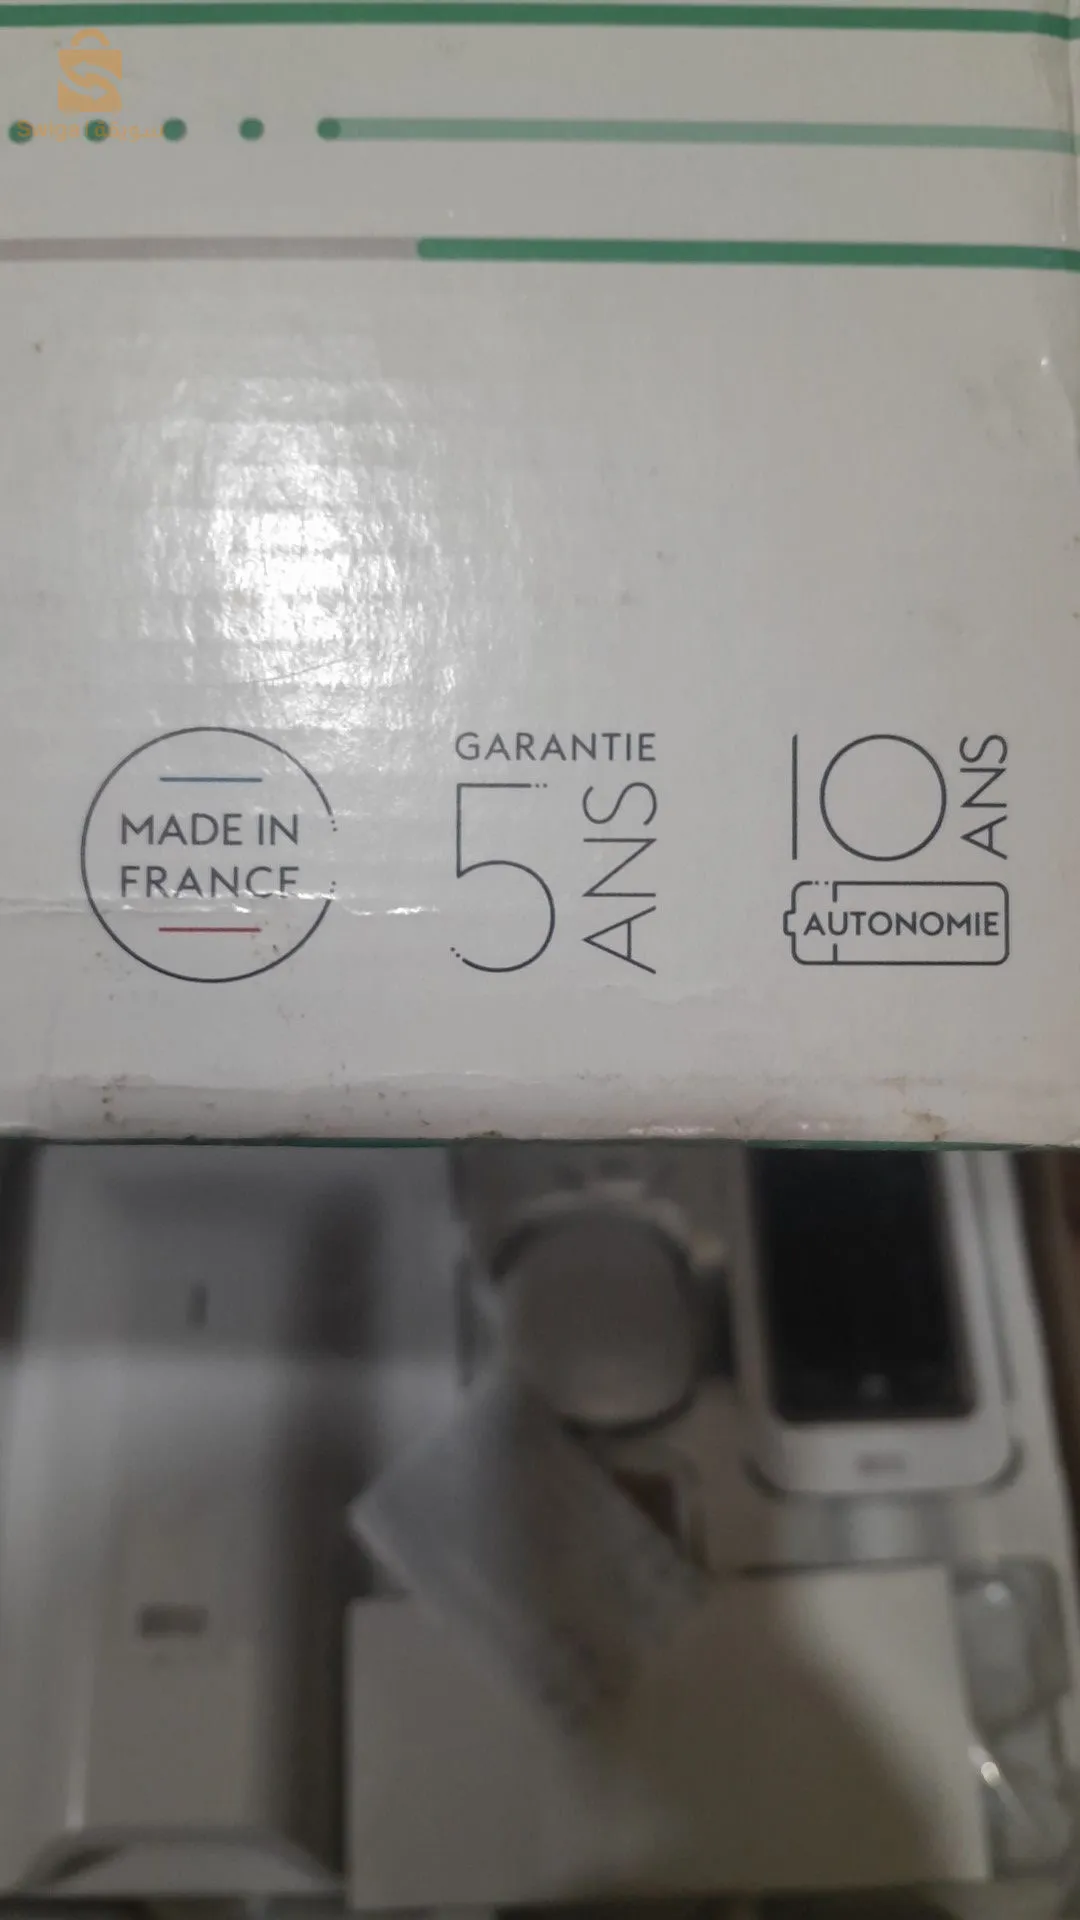 MADE IN
FRANCE
GARANTIE
5 ANS
10 ANS
AUTONOMIE